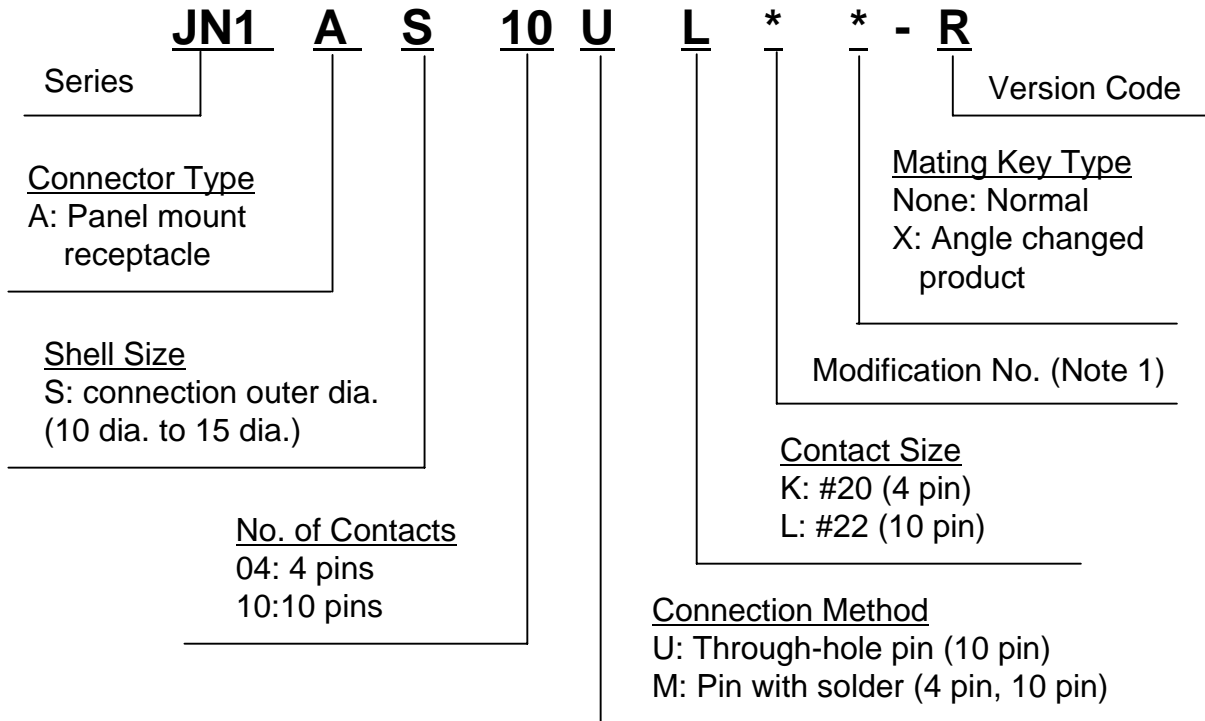 JN1 A S 10 U L * * - R
Series
Version Code
Connector Type
A: Panel mount
receptacle
Mating Key Type
None: Normal
X: Angle changed
product
Shell Size
S: connection outer dia.
(10 dia. to 15 dia.)
Modification No. (Note 1)
Contact Size
K: #20 (4 pin)
L: #22 (10 pin)
No. of Contacts
04: 4 pins
10:10 pins
Connection Method
U: Through-hole pin (10 pin)
M: Pin with solder (4 pin, 10 pin)